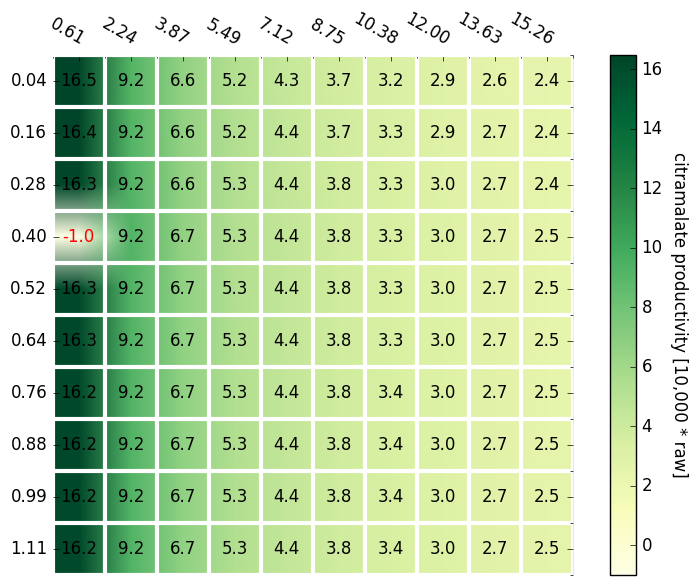 0.61 2.24 3.87 5.49 7.12 8.75 10.38 12.00 13.63 15.26
0.04 16.5 9.2 6.6 5.2 4.3 3.7 3.2 2.9 2.6 2.4
0.16 16.4 9.2 6.6 5.2 4.4 3.7 3.3 2.9 2.7 2.4
0.28 16.3 9.2 6.6 5.3 4.4 3.8 3.3 3.0 2.7 2.4
0.40 -1.0 9.2 6.7 5.3 4.4 3.8 3.3 3.0 2.7 2.5
0.52 16.3 9.2 6.7 5.3 4.4 3.8 3.3 3.0 2.7 2.5
0.64 16.3 9.2 6.7 5.3 4.4 3.8 3.3 3.0 2.7 2.5
0.76 16.2 9.2 6.7 5.3 4.4 3.8 3.4 3.0 2.7 2.5
0.88 16.2 9.2 6.7 5.3 4.4 3.8 3.4 3.0 2.7 2.5
0.99 16.2 9.2 6.7 5.3 4.4 3.8 3.4 3.0 2.7 2.5
1.11 16.2 9.2 6.7 5.3 4.4 3.8 3.4 3.0 2.7 2.5
16
14
12
10
8
6
4
2
0
citramalate productivity [10,000 * raw]